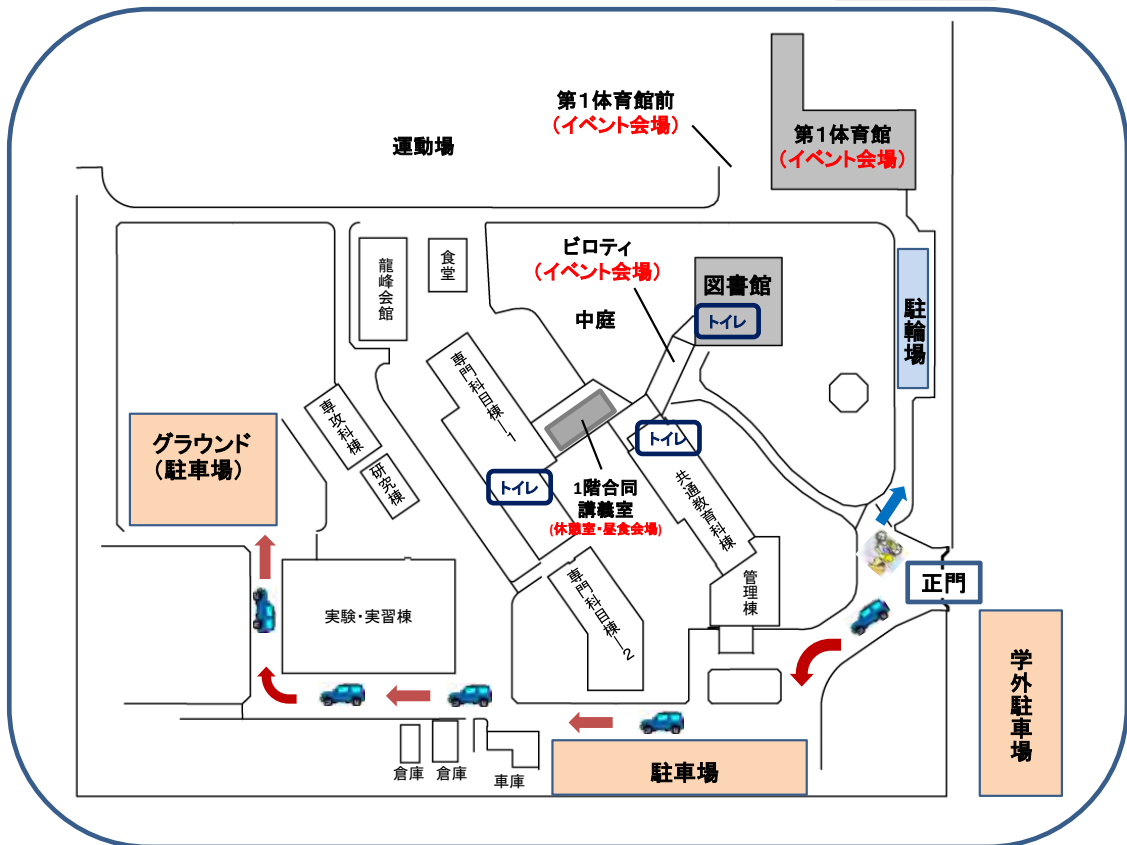 第１体育館前
（イベント会場）
第１体育館
（イベント会場）
運動場
ピロティ
（イベント会場）
龍峰会館
食堂
図書館
トイレ
中庭
駐輪場
専門科目棟―１
専攻科棟
研究棟
グラウンド
（駐車場）
トイレ
トイレ
1階合同
講義室
(休憩室・昼食会場)
共通教育科棟
管理棟
専門科目棟―２
実験・実習棟
正門
学外駐車場
駐車場
倉庫
倉庫
車庫